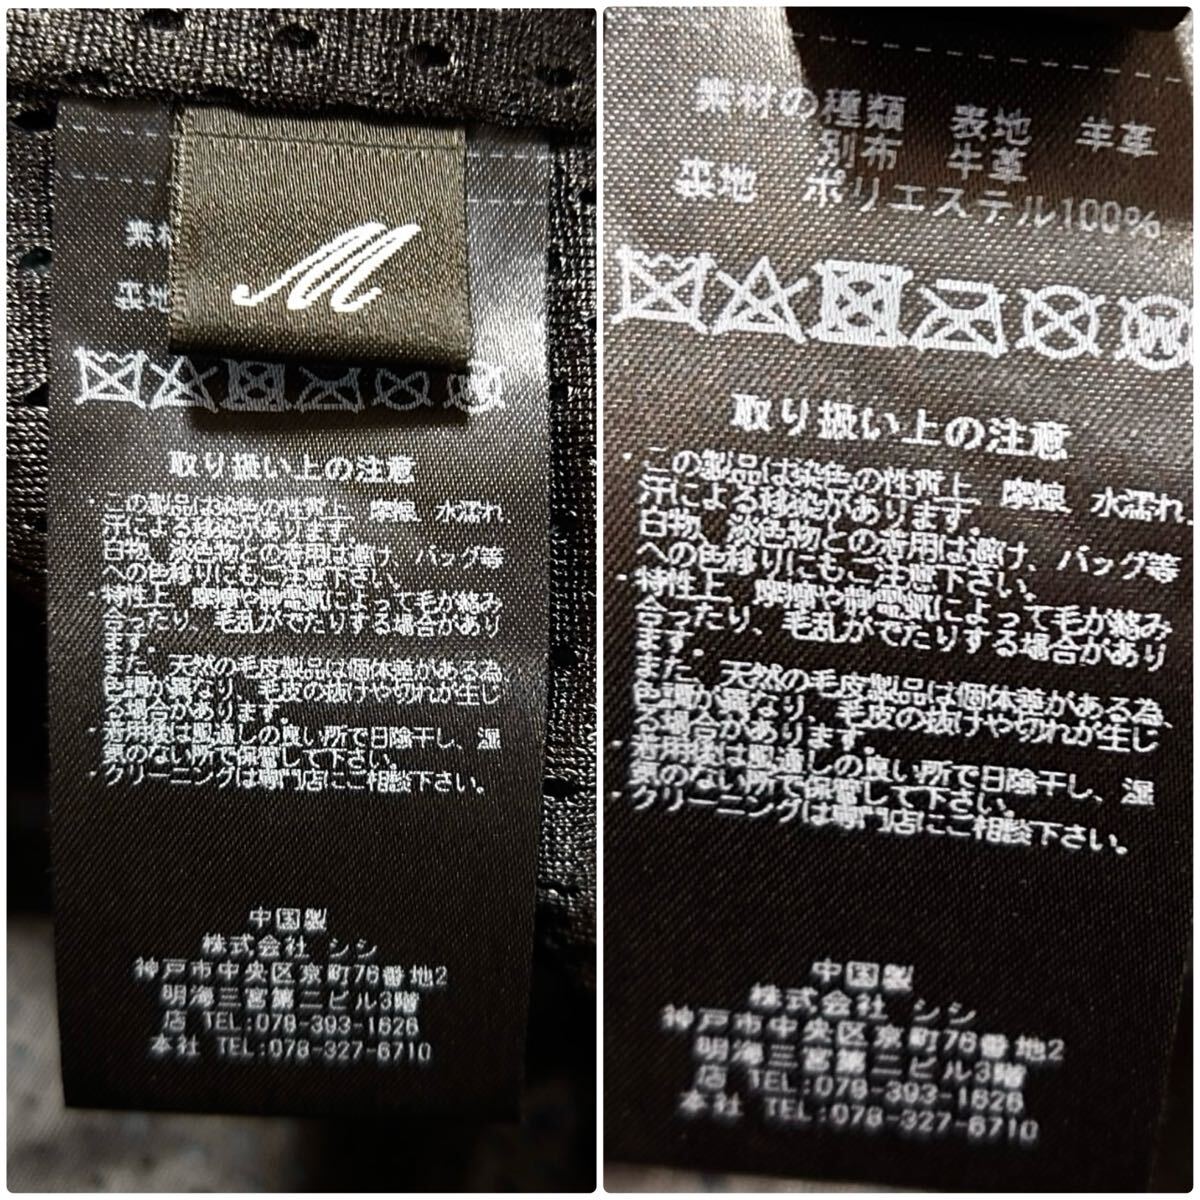 素材
M
裏地
取り扱い上の注意
・この製品は染色の性質上 摩擦 水濡れ、
汗による移染があります。
白物、淡色物との着用は避け、バッグ等
への色移りにもご注意下さい。
・特性上、摩擦や静電気によって毛が絡み
合ったり、毛乱がでたりする場合があり
ます。
また、天然の毛皮製品は個体差がある為、
色調が異なり、毛皮の抜けや切れが生じ
る場合があります。
・着用後は風通しの良い所で日陰干し、湿
気のない所で保管して下さい。
・クリーニングは専門店にご相談下さい。
中国製
株式会社 シシ
神戸市中央区京町76番地2
明海三宮第二ビル3階
店 TEL:078-393-1626
本社 TEL:078-327-6710
素材の種類 表地 羊革
別布 牛革
裏地 ポリエステル100%
取り扱い上の注意
・この製品は染色の性質上 摩擦 水濡れ、
汗による移染があります。
白物、淡色物との着用は避け、バッグ等
への色移りにもご注意下さい。
・特性上、摩擦や静電気によって毛が絡み
合ったり、毛乱がでたりする場合があり
ます。
また、天然の毛皮製品は個体差がある為、
色調が異なり、毛皮の抜けや切れが生じ
る場合があります。
・着用後は風通しの良い所で日陰干し、湿
気のない所で保管して下さい。
・クリーニングは専門店にご相談下さい。
中国製
株式会社 シシ
神戸市中央区京町76番地2
明海三宮第二ビル3階
店 TEL:078-393-1626
本社 TEL:078-327-6710